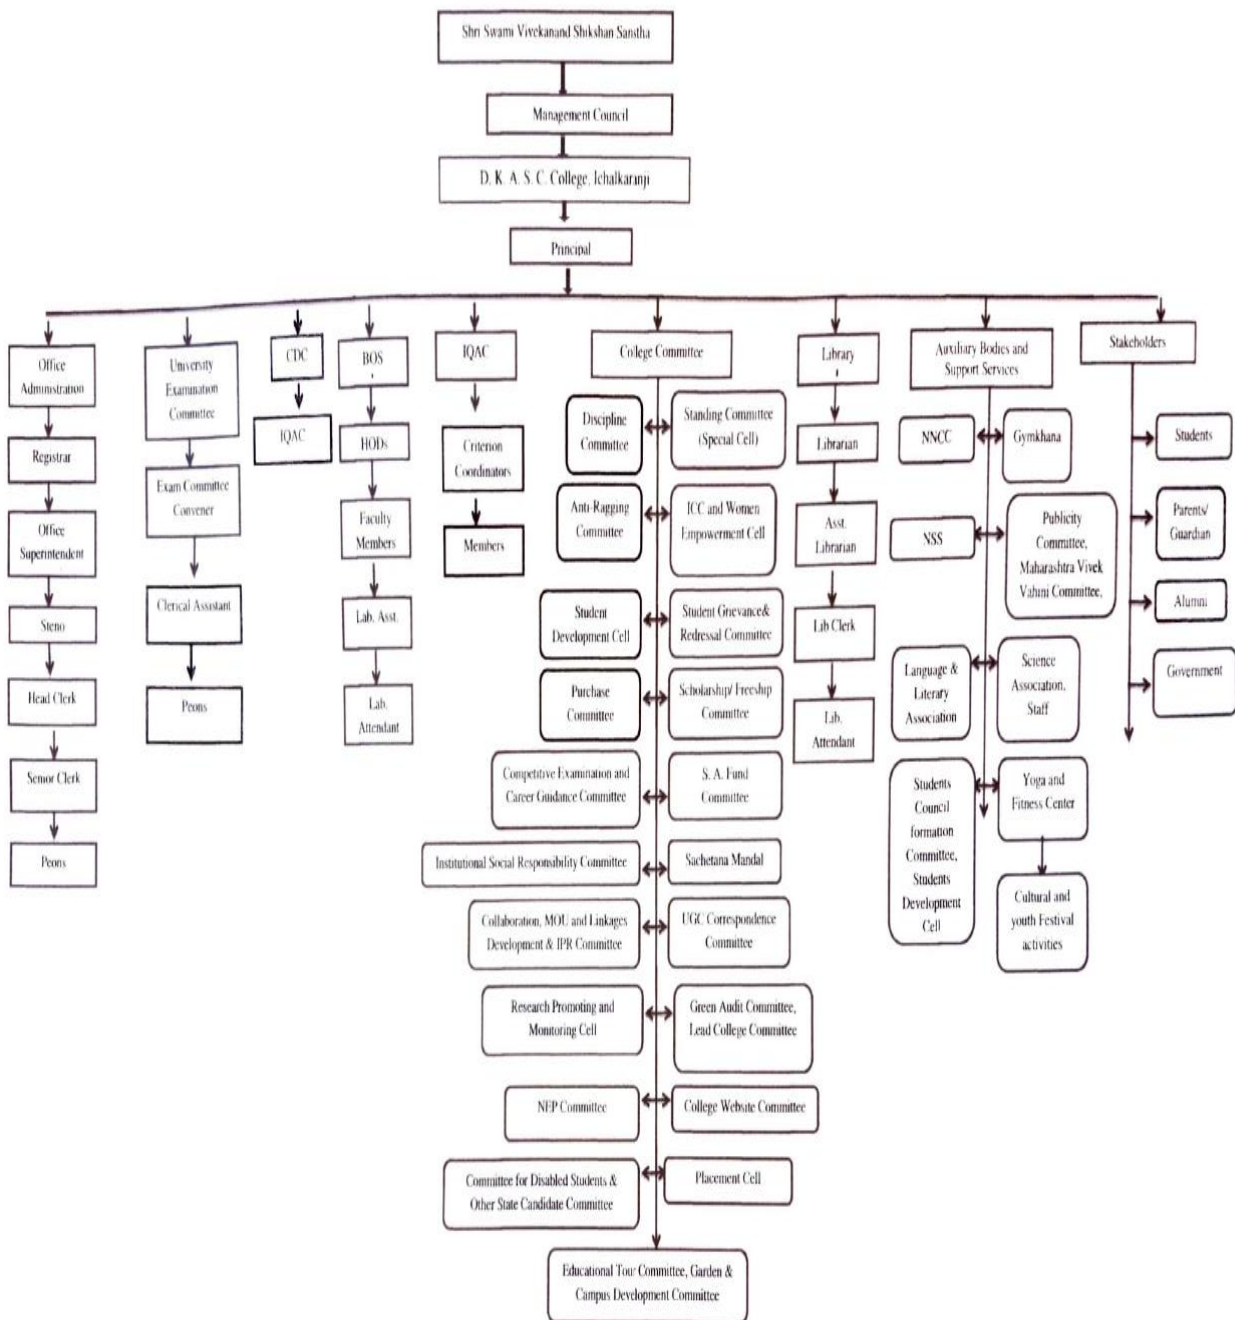 Shri Swami Vivekanand Shikshan Sanstha
Management Council
D. K. A. S. C. College, Ichalkaranji
Principal
Office
Administration
Registrar
Office
Superintendent
Steno
Head Clerk
Senior Clerk
Peons
University
Examination
Committee
Exam Committee
Convener
Clerical Assistant
Peons
CDC
IQAC
BOS
HODs
Faculty
Members
Lab. Asst.
Lab.
Attendant
IQAC
Criterion
Coordinators
Members
College Committee
Discipline
Committee
Standing Committee
(Special Cell)
Anti-Ragging
Committee
ICC and Women
Empowerment Cell
Student
Development Cell
Student Grievance&
Redressal Committee
Purchase
Committee
Scholarship/ Freeship
Committee
Competitive Examination and
Career Guidance Committee
S. A. Fund
Committee
Institutional Social Responsibility Committee
Sachetana Mandal
Collaboration, MOU and Linkages
Development & IPR Committee
UGC Correspondence
Committee
Research Promoting and
Monitoring Cell
Green Audit Committee,
Lead College Committee
NEP Committee
College Website Committee
Committee for Disabled Students &
Other State Candidate Committee
Placement Cell
Educational Tour Committee, Garden &
Campus Development Committee
Library
Librarian
Asst.
Librarian
Lib Clerk
Lab.
Attendant
Auxiliary Bodies and
Support Services
NNCC
Gymkhana
NSS
Publicity
Committee,
Maharashtra Vivek
Vahini Committee,
Language &
Literary
Association
Science
Association,
Staff
Students
Council
formation
Committee,
Students
Development
Cell
Yoga and
Fitness Center
Cultural and
youth Festival
activities
Stakeholders
Students
Parents/
Guardian
Alumni
Government